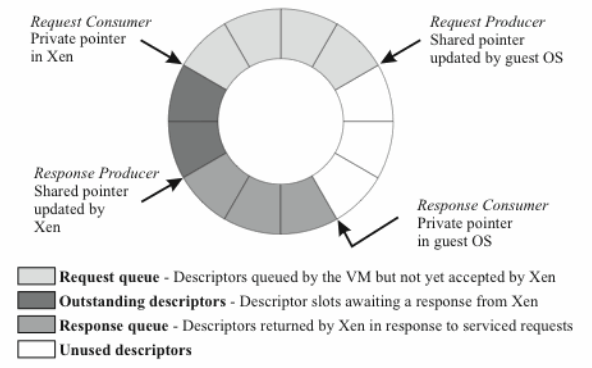 Request Consumer
Private pointer
in Xen
Request Producer
Shared pointer
updated by guest OS
Response Producer
Shared pointer
updated by
Xen
Response Consumer
Private pointer
in guest OS
Request queue - Descriptors queued by the VM but not yet accepted by Xen
Outstanding descriptors - Descriptor slots awaiting a response from Xen
Response queue - Descriptors returned by Xen in response to serviced requests
Unused descriptors